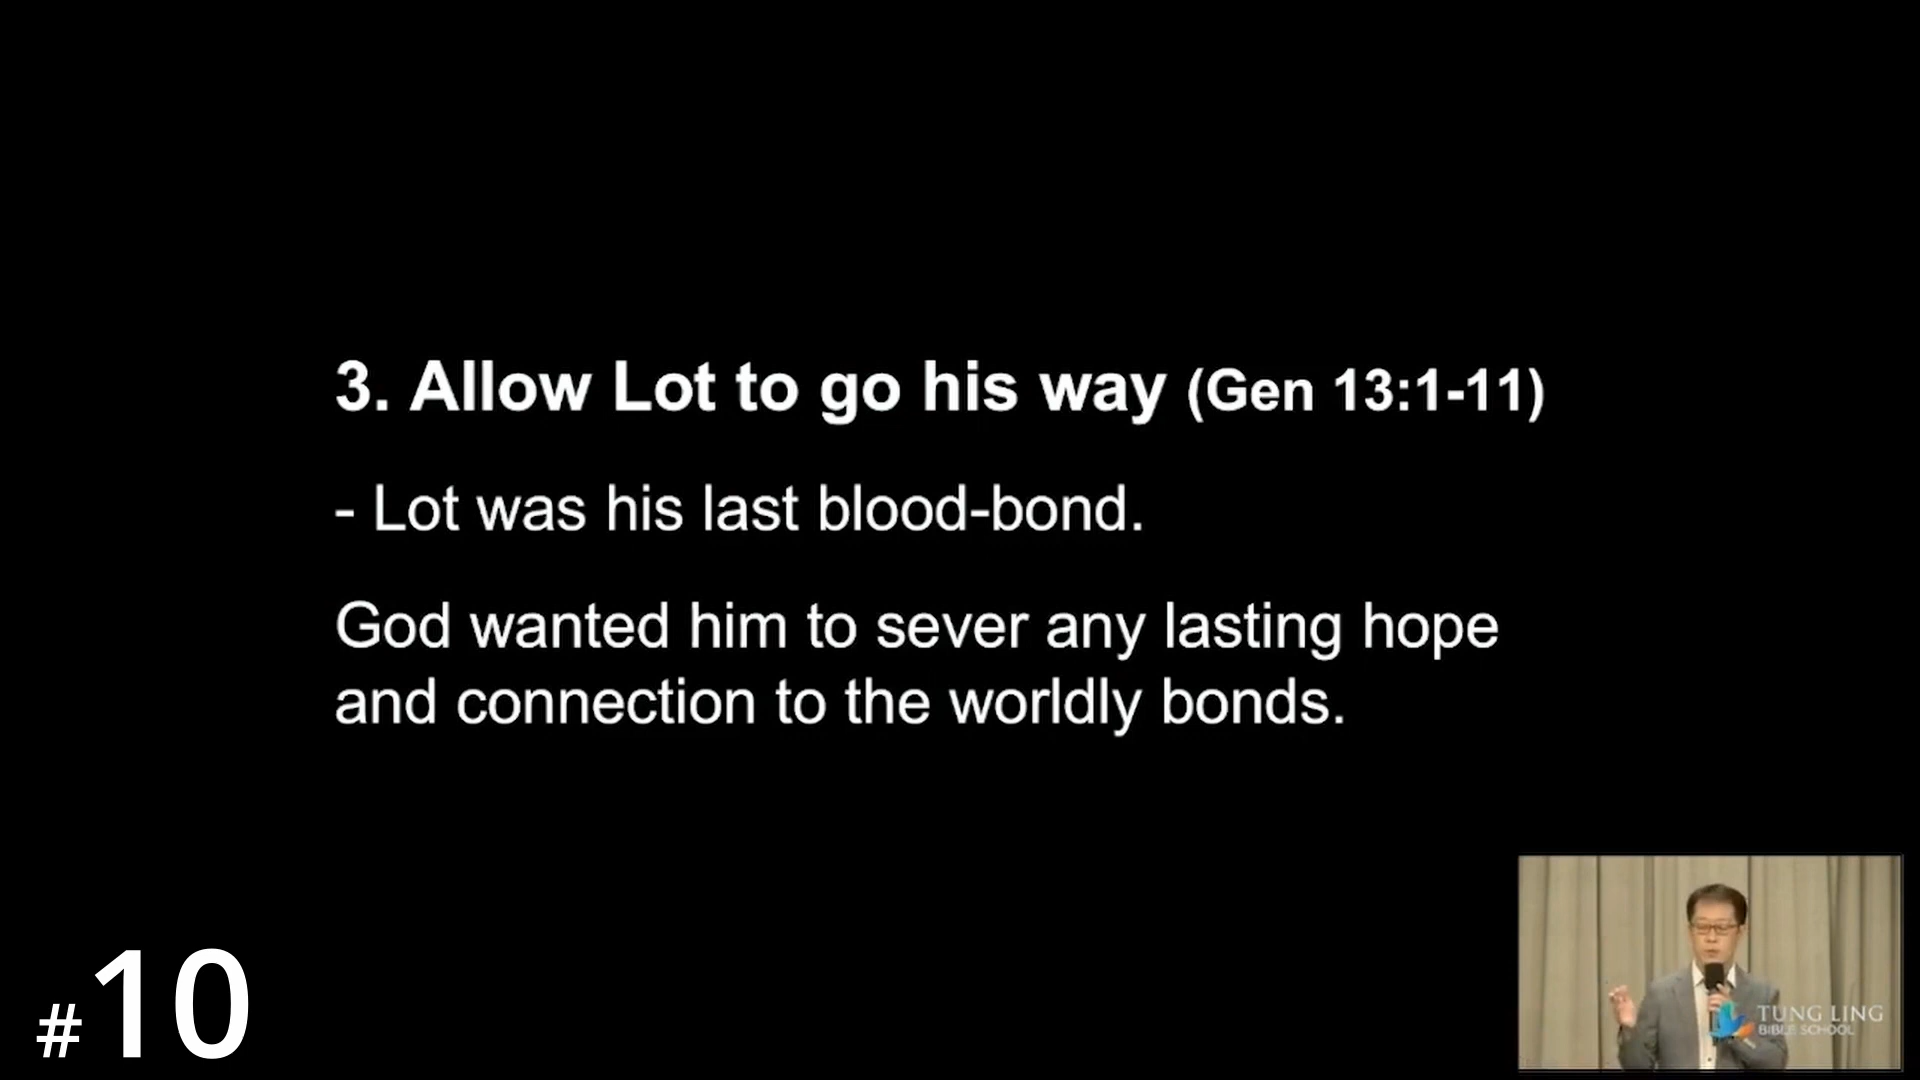 3. Allow Lot to go his way (Gen 13:1-11)
- Lot was his last blood-bond.
God wanted him to sever any lasting hope
and connection to the worldly bonds.
#10
TUNG LING
BIBLE SCHOOL